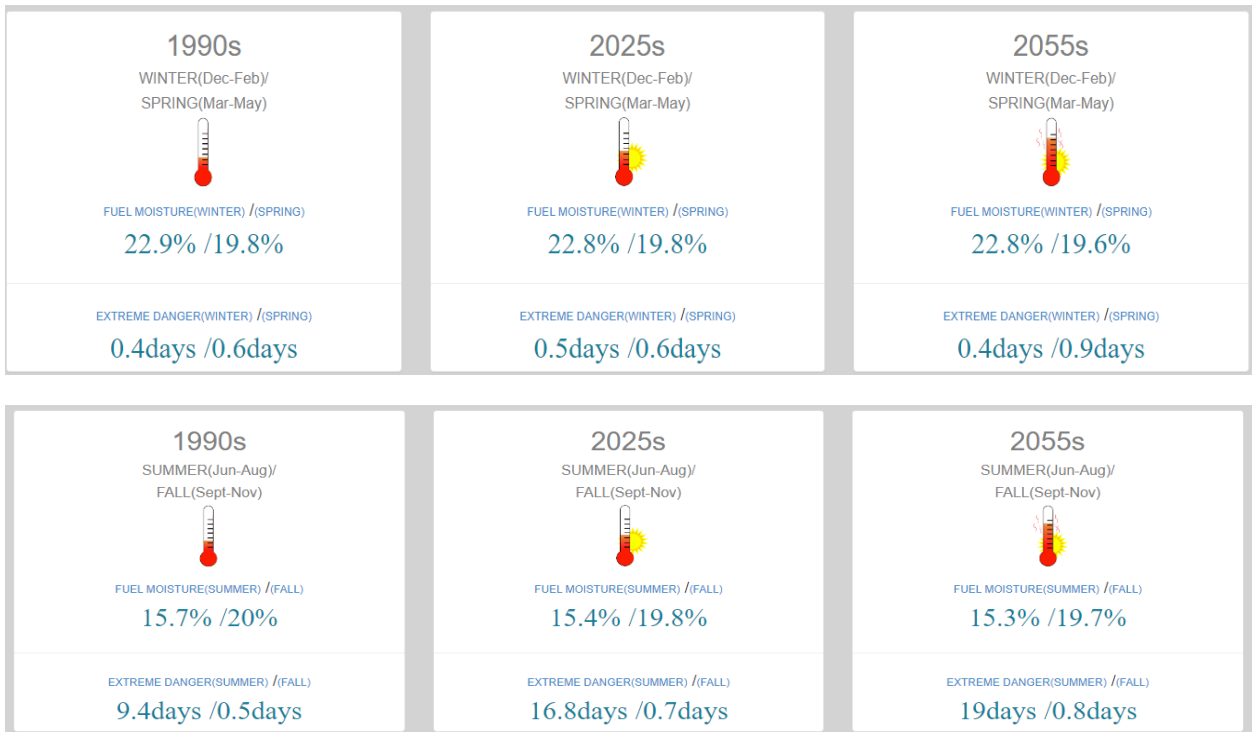 1990s
WINTER(Dec-Feb)/
SPRING(Mar-May)
FUEL MOISTURE(WINTER) /(SPRING)
22.9% /19.8%
EXTREME DANGER(WINTER) /(SPRING)
0.4days /0.6days
2025s
WINTER(Dec-Feb)/
SPRING(Mar-May)
FUEL MOISTURE(WINTER) /(SPRING)
22.8% /19.8%
EXTREME DANGER(WINTER) /(SPRING)
0.5days /0.6days
2055s
WINTER(Dec-Feb)/
SPRING(Mar-May)
FUEL MOISTURE(WINTER) /(SPRING)
22.8% /19.6%
EXTREME DANGER(WINTER) /(SPRING)
0.4days /0.9days
1990s
SUMMER(Jun-Aug)/
FALL(Sept-Nov)
FUEL MOISTURE(SUMMER) /(FALL)
15.7% /20%
EXTREME DANGER(SUMMER) /(FALL)
9.4days /0.5days
2025s
SUMMER(Jun-Aug)/
FALL(Sept-Nov)
FUEL MOISTURE(SUMMER) /(FALL)
15.4% /19.8%
EXTREME DANGER(SUMMER) /(FALL)
16.8days /0.7days
2055s
SUMMER(Jun-Aug)/
FALL(Sept-Nov)
FUEL MOISTURE(SUMMER) /(FALL)
15.3% /19.7%
EXTREME DANGER(SUMMER) /(FALL)
19days /0.8days